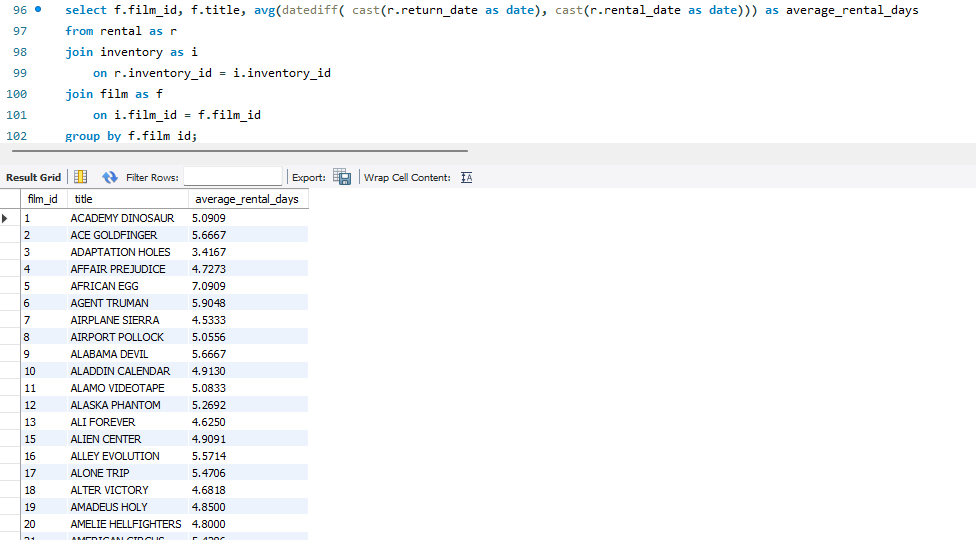 96 select f.film_id, f.title, avg(datediff( cast(r.return_date as date), cast(r.rental_date as date))) as average_rental_days
97 from rental as r
98 join inventory as i
99 on r.inventory_id = i.inventory_id
100 join film as f
101 on i.film_id = f.film_id
102 group by f.film_id;
Result Grid Filter Rows: Export: Wrap Cell Content:
film_id title average_rental_days
1 ACADEMY DINOSAUR 5.0909
2 ACE GOLDFINGER 5.6667
3 ADAPTATION HOLES 3.4167
4 AFFAIR PREJUDICE 4.7273
5 AFRICAN EGG 7.0909
6 AGENT TRUMAN 5.9048
7 AIRPLANE SIERRA 4.5333
8 AIRPORT POLLOCK 5.0556
9 ALABAMA DEVIL 5.6667
10 ALADDIN CALENDAR 4.9130
11 ALAMO VIDEOTAPE 5.0833
12 ALASKA PHANTOM 5.2692
13 ALI FOREVER 4.6250
15 ALIEN CENTER 4.9091
16 ALLEY EVOLUTION 5.5714
17 ALONE TRIP 5.4706
18 ALTER VICTORY 4.6818
19 AMADEUS HOLY 4.8500
20 AMELIE HELLFIGHTERS 4.8000
21 AMERICAN CIRCUS